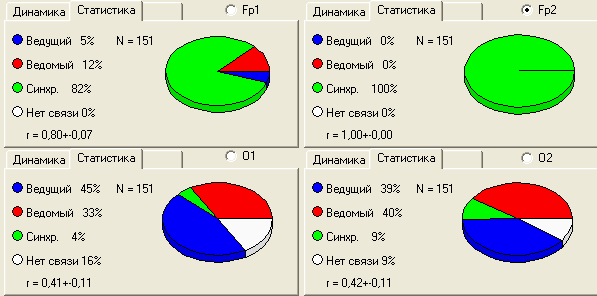 Динамика Статистика Fp1
Ведущий 5% N = 151
Ведомый 12%
Синхр. 82%
Нет связи 0%
r = 0,80+-0,07
Динамика Статистика Fp2
Ведущий 0% N = 151
Ведомый 0%
Синхр. 100%
Нет связи 0%
r = 1,00+-0,00
Динамика Статистика O1
Ведущий 45% N = 151
Ведомый 33%
Синхр. 4%
Нет связи 16%
r = 0,41+-0,11
Динамика Статистика O2
Ведущий 39% N = 151
Ведомый 40%
Синхр. 9%
Нет связи 9%
r = 0,42+-0,11